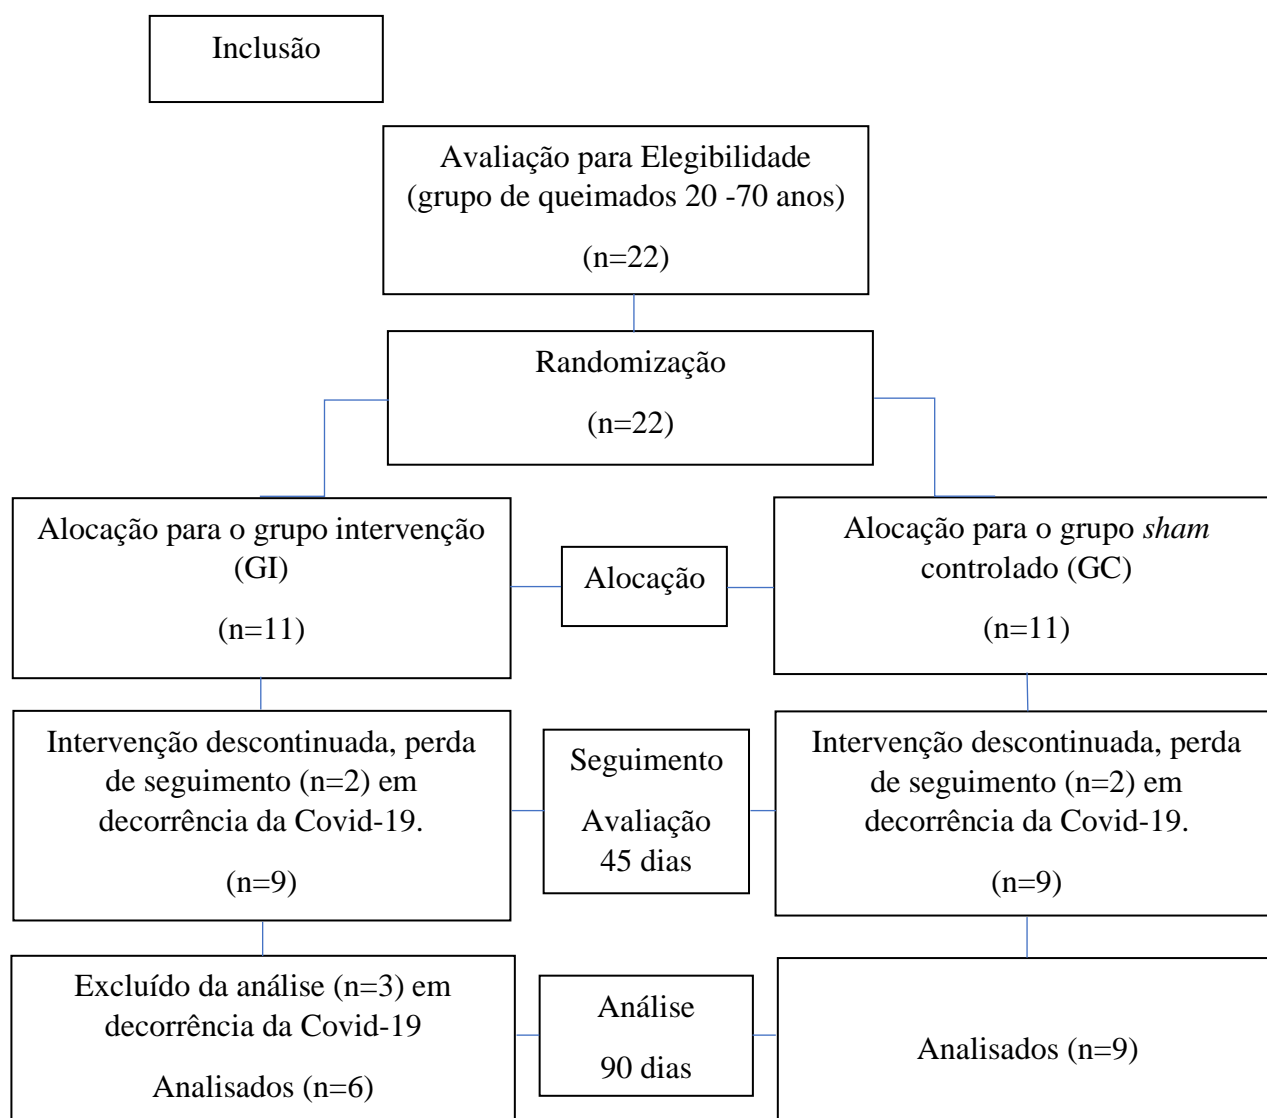 Inclusão
Avaliação para Elegibilidade
(grupo de queimados 20 -70 anos)
(n=22)
Randomização
(n=22)
Alocação para o grupo intervenção
(GI)
(n=11)
Alocação
Alocação para o grupo sham
controlado (GC)
(n=11)
Intervenção descontinuada, perda
de seguimento (n=2) em
decorrência da Covid-19.
(n=9)
Seguimento
Avaliação
45 dias
Intervenção descontinuada, perda
de seguimento (n=2) em
decorrência da Covid-19.
(n=9)
Excluído da análise (n=3) em
decorrência da Covid-19
Analisados (n=6)
Análise
90 dias
Analisados (n=9)